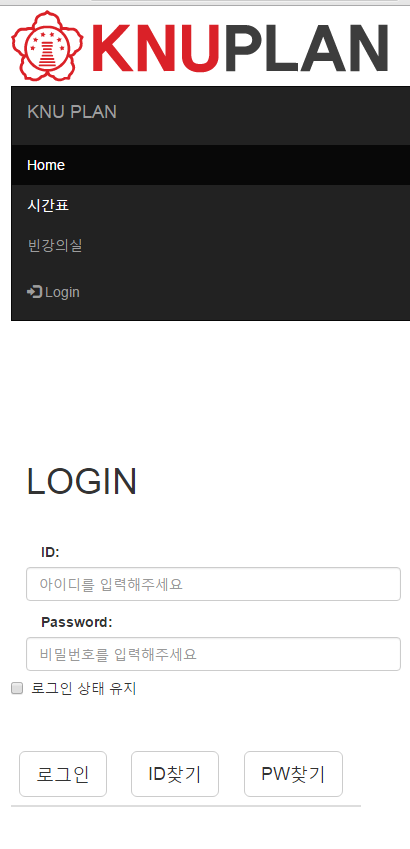 KNUPLAN
KNU PLAN
Home
시간표
빈강의실
Login
LOGIN
ID:
아이디를 입력해주세요
Password:
비밀번호를 입력해주세요
로그인 상태 유지
로그인 ID찾기 PW찾기